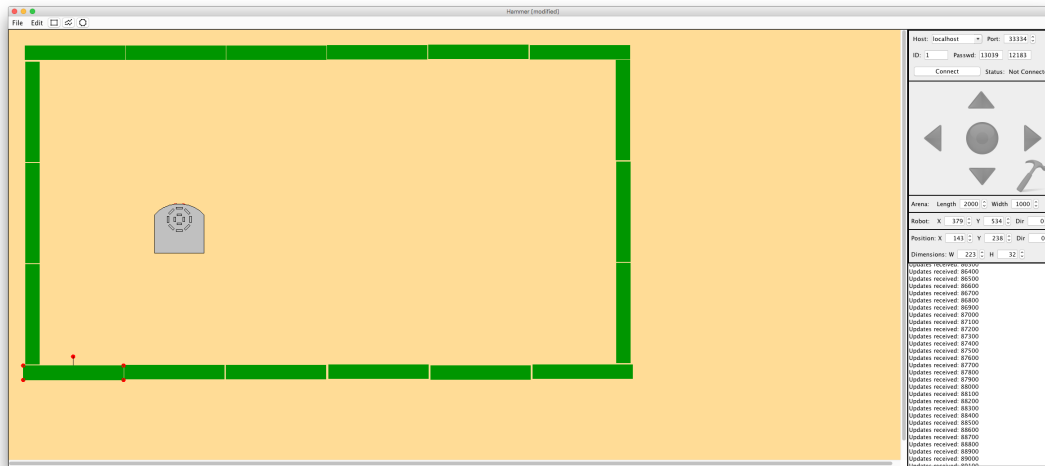 Hammer [modified]
File Edit
Host: localhost Port: 33334
ID: 1 Passwd: 13039 12183
Connect Status: Not Connect
Arena: Length 2000 Width 1000
Robot: X 379 Y 534 Dir 0
Position: X 143 Y 238 Dir 0
Dimensions: W 223 H 32
Updates received: 86300
Updates received: 86400
Updates received: 86500
Updates received: 86600
Updates received: 86700
Updates received: 86800
Updates received: 86900
Updates received: 87000
Updates received: 87100
Updates received: 87200
Updates received: 87300
Updates received: 87400
Updates received: 87500
Updates received: 87600
Updates received: 87700
Updates received: 87800
Updates received: 87900
Updates received: 88000
Updates received: 88100
Updates received: 88200
Updates received: 88300
Updates received: 88400
Updates received: 88500
Updates received: 88600
Updates received: 88700
Updates received: 88800
Updates received: 88900
Updates received: 89000
Updates received: 89100